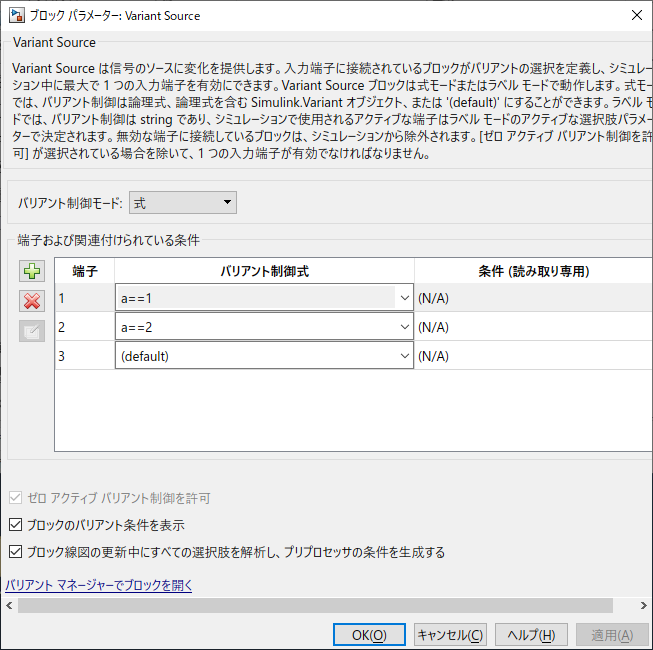 ブロック パラメーター: Variant Source
Variant Source
Variant Source は信号のソースに変化を提供します。入力端子に接続されているブロックがバリアントの選択を定義し、シミュレー
ション中に最大で 1 つの入力端子を有効にできます。Variant Source ブロックは式モードまたはラベル モードで動作します。式モー
では、バリアント制御は論理式、論理式を含む Simulink.Variant オブジェクト、または '(default)' にすることができます。ラベル モ
ドでは、バリアント制御は string であり、シミュレーションで使用されるアクティブな端子はラベル モードのアクティブな選択肢パラメー
ターで決定されます。無効な端子に接続しているブロックは、シミュレーションから除外されます。[ゼロ アクティブ バリアント制御を許
可] が選択されている場合を除いて、1 つの入力端子が有効でなければなりません。
バリアント制御モード: 式
端子および関連付けられている条件
端子 バリアント制御式 条件 (読み取り専用)
1 a==1 (N/A)
2 a==2 (N/A)
3 (default) (N/A)
ゼロ アクティブ バリアント制御を許可
ブロックのバリアント条件を表示
ブロック線図の更新中にすべての選択肢を解析し、プリプロセッサの条件を生成する
バリアント マネージャーでブロックを開く
OK(O) キャンセル(C) ヘルプ(H) 適用(A)